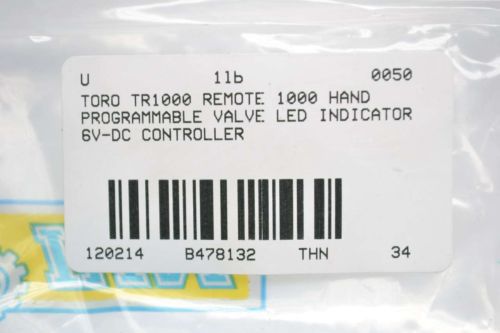 U 1lb 0050
TORO TR1000 REMOTE 1000 HAND
PROGRAMMABLE VALVE LED INDICATOR
6V-DC CONTROLLER
120214 B478132 THN 34